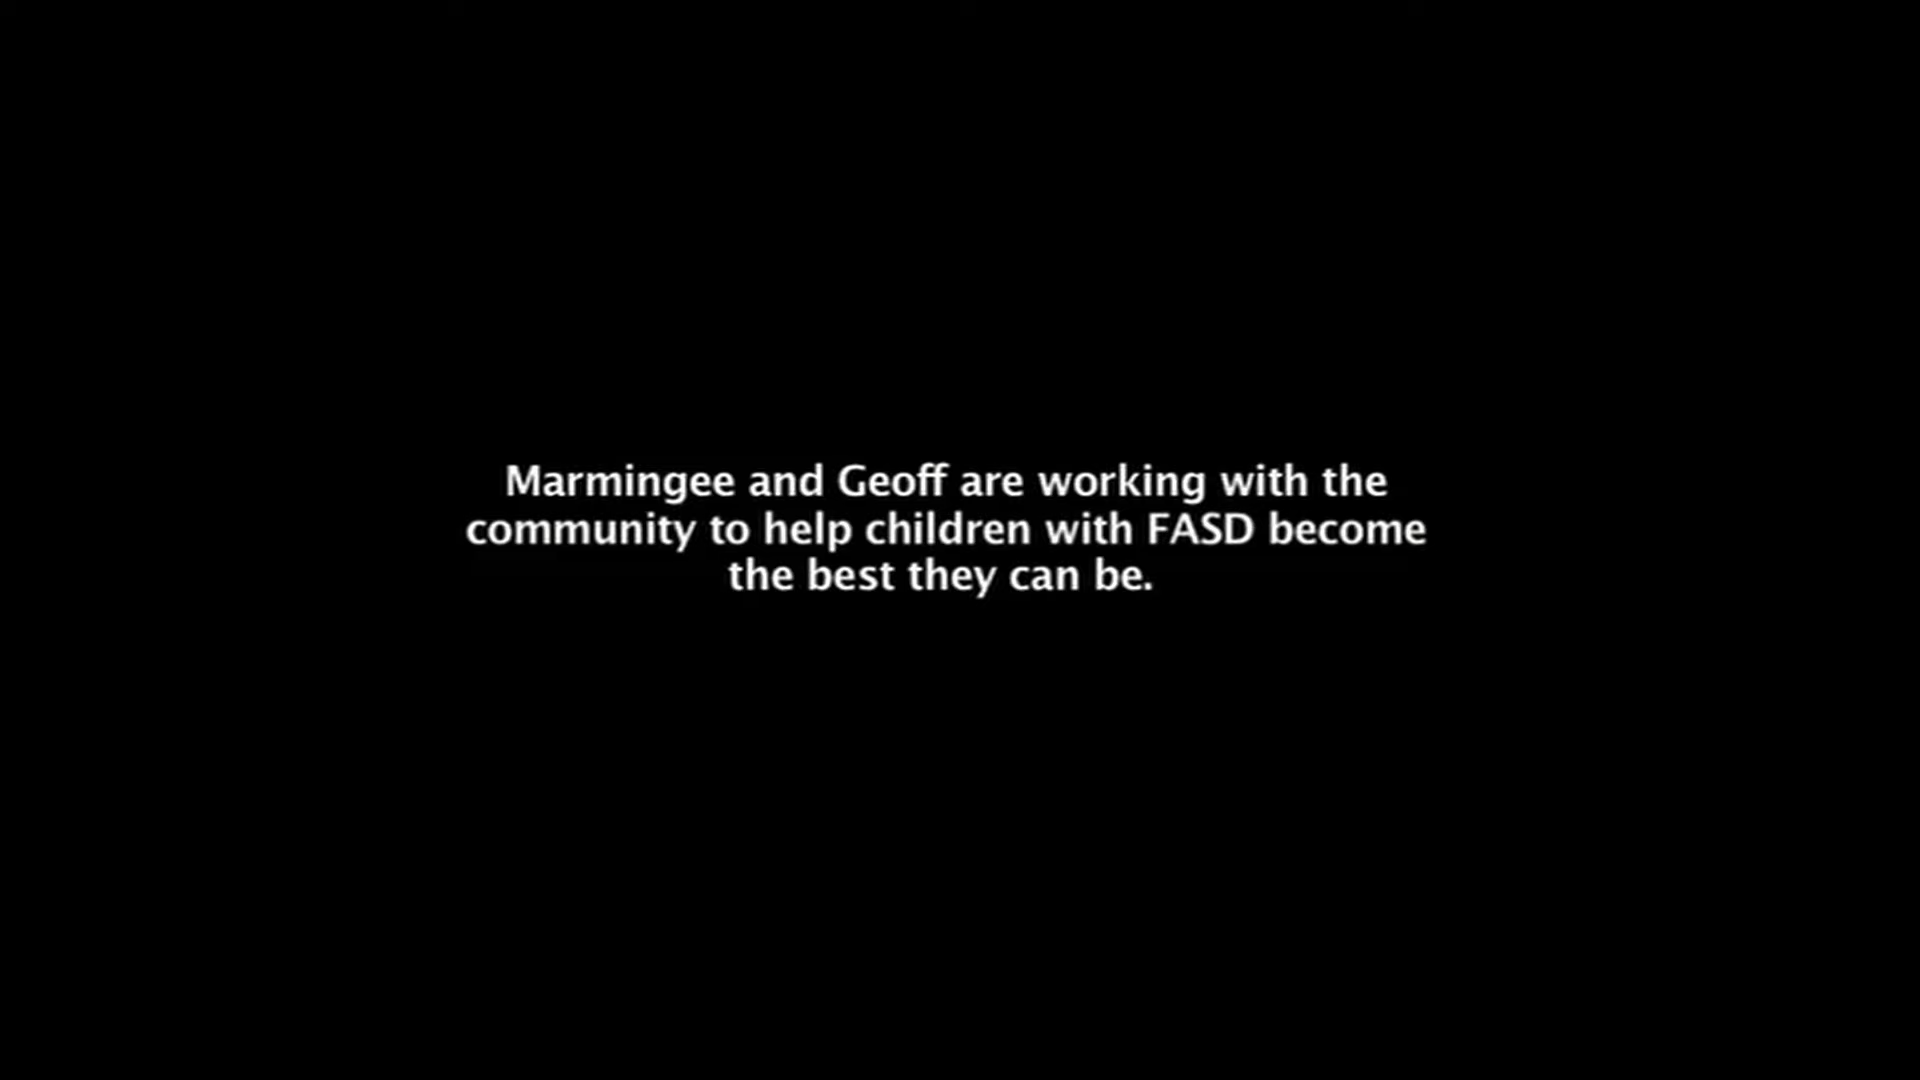 Marmingee and Geoff are working with the
community to help children with FASD become
the best they can be.